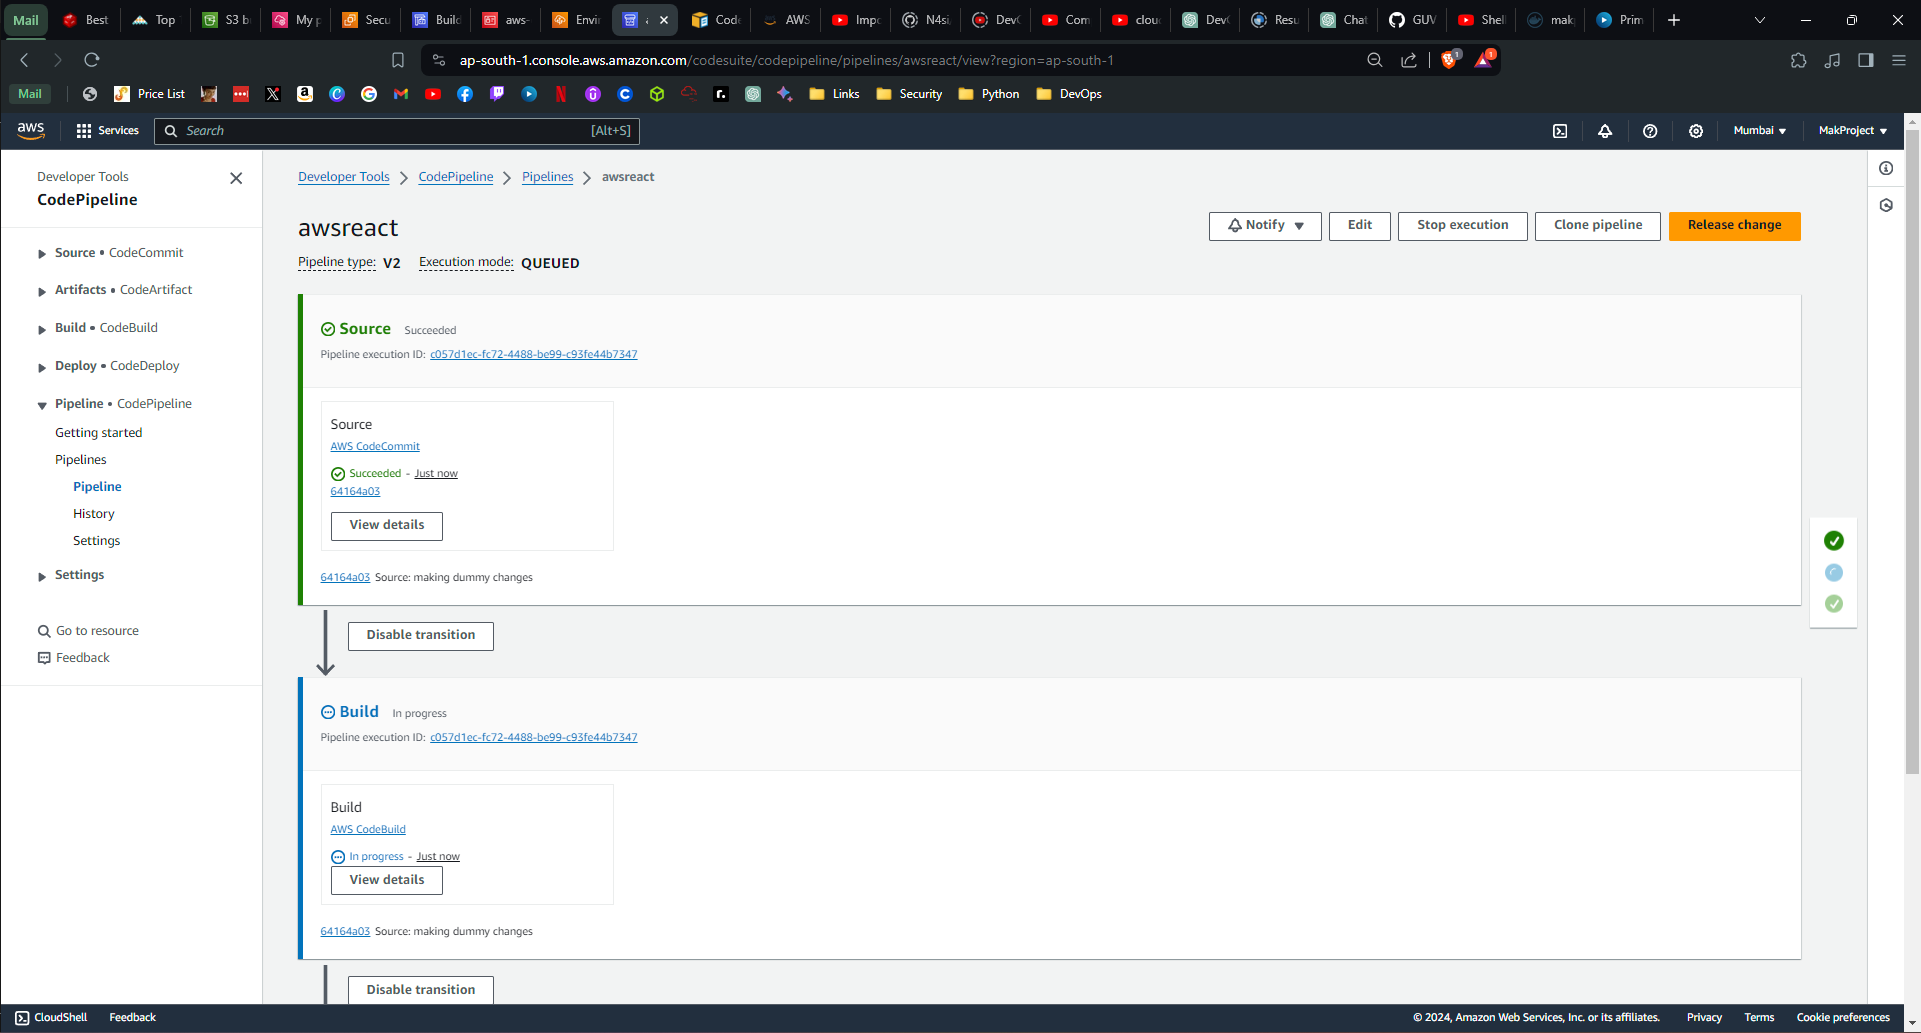 Mail Best Top S3 b My p Secu Build aws- Envir Code AWS Impo N4si DevO Com clou DevO Resu Chat GUV Shell mak Prim
ap-south-1.console.aws.amazon.com/codesuite/codepipeline/pipelines/awsreact/view?region=ap-south-1 1 1
Mail Price List Links Security Python DevOps
aws Services Search [Alt+S] Mumbai MakProject
Developer Tools
CodePipeline
Source • CodeCommit
Artifacts • CodeArtifact
Build • CodeBuild
Deploy • CodeDeploy
Pipeline • CodePipeline
Getting started
Pipelines
Pipeline
History
Settings
Settings
Go to resource
Feedback
Developer Tools CodePipeline Pipelines awsreact
awsreact
Notify Edit Stop execution Clone pipeline Release change
Pipeline type: V2 Execution mode: QUEUED
Source Succeeded
Pipeline execution ID: c057d1ec-fc72-4488-be99-c93fe44b7347
Source
AWS CodeCommit
Succeeded - Just now
64164a03
View details
64164a03 Source: making dummy changes
Disable transition
Build In progress
Pipeline execution ID: c057d1ec-fc72-4488-be99-c93fe44b7347
Build
AWS CodeBuild
In progress - Just now
View details
64164a03 Source: making dummy changes
Disable transition
CloudShell Feedback © 2024, Amazon Web Services, Inc. or its affiliates. Privacy Terms Cookie preferences